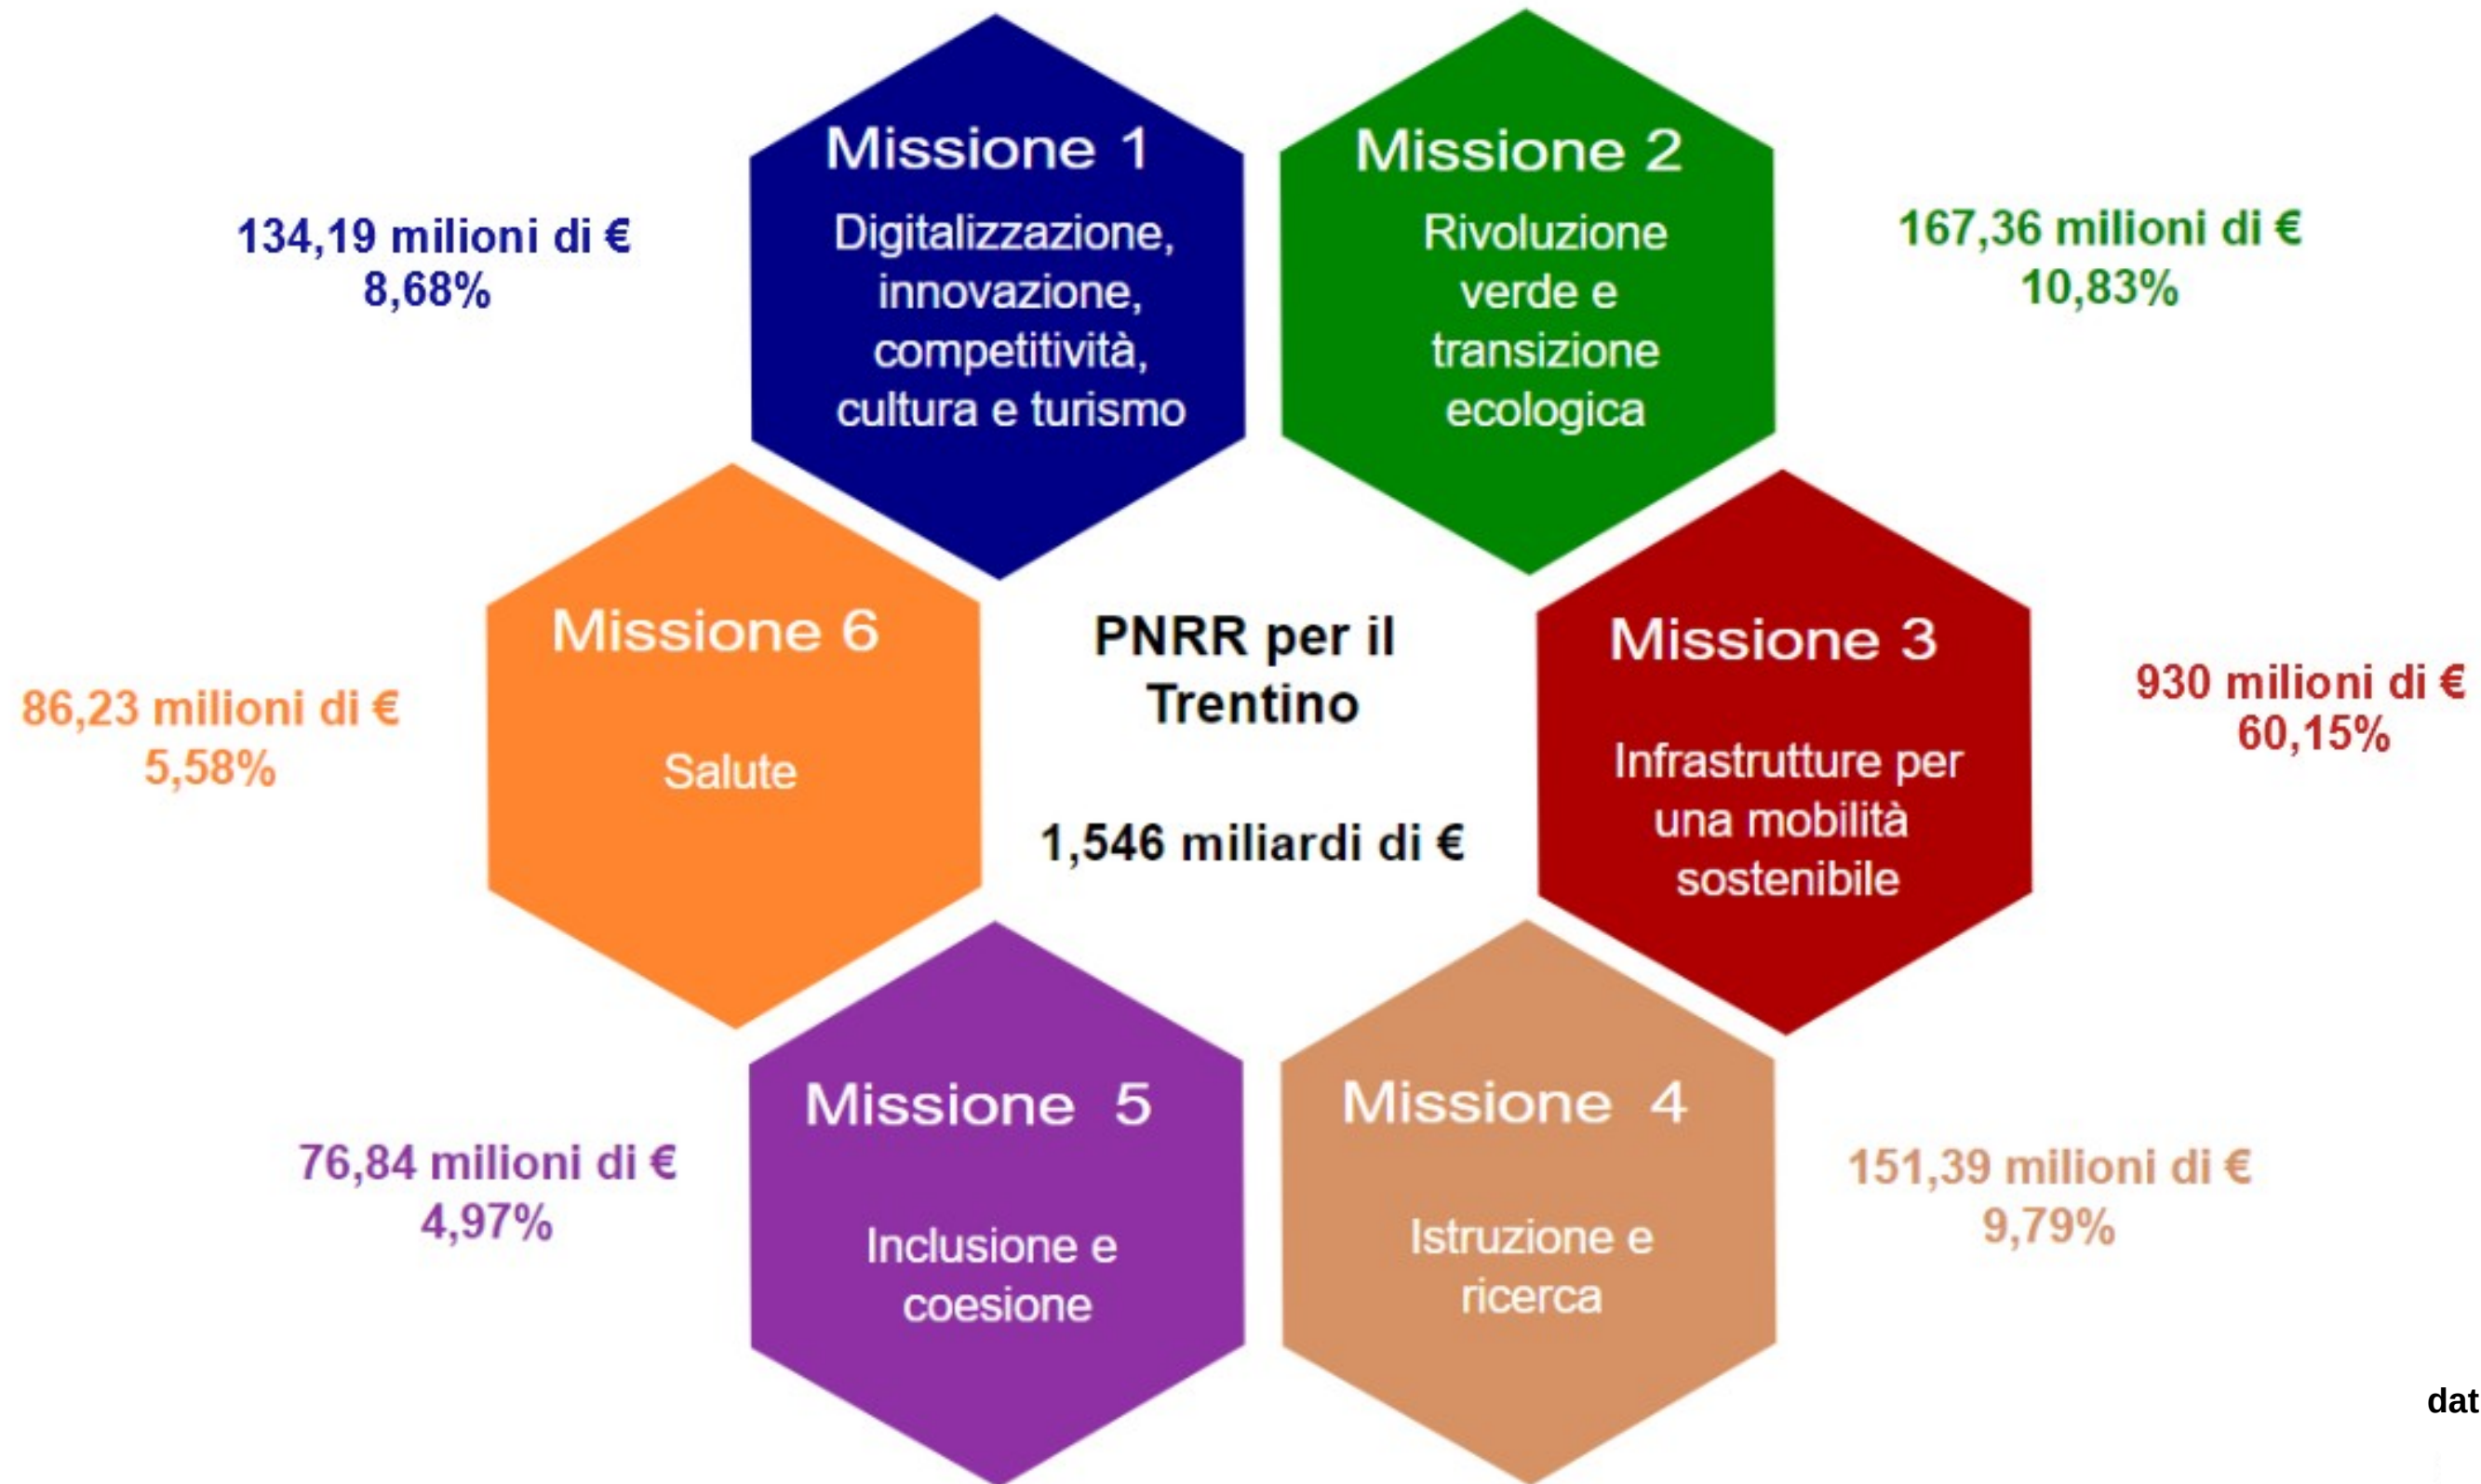 Missione 1
Digitalizzazione,
innovazione,
competitività,
cultura e turismo
134,19 milioni di €
8,68%
Missione 2
Rivoluzione
verde e
transizione
ecologica
167,36 milioni di €
10,83%
Missione 6
Salute
86,23 milioni di €
5,58%
PNRR per il
Trentino
1,546 miliardi di €
Missione 3
Infrastrutture per
una mobilità
sostenibile
930 milioni di €
60,15%
Missione 5
Inclusione e
coesione
76,84 milioni di €
4,97%
Missione 4
Istruzione e
ricerca
151,39 milioni di €
9,79%
dat